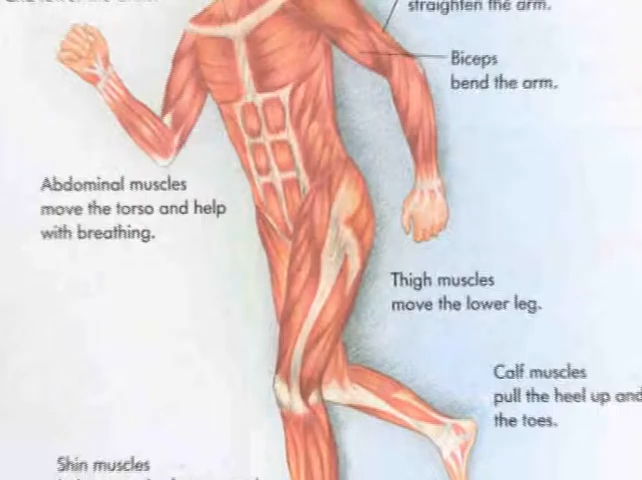 straighten the arm.
Biceps
bend the arm.
Abdominal muscles
move the torso and help
with breathing.
Thigh muscles
move the lower leg.
Calf muscles
pull the heel up and
the toes.
Shin muscles